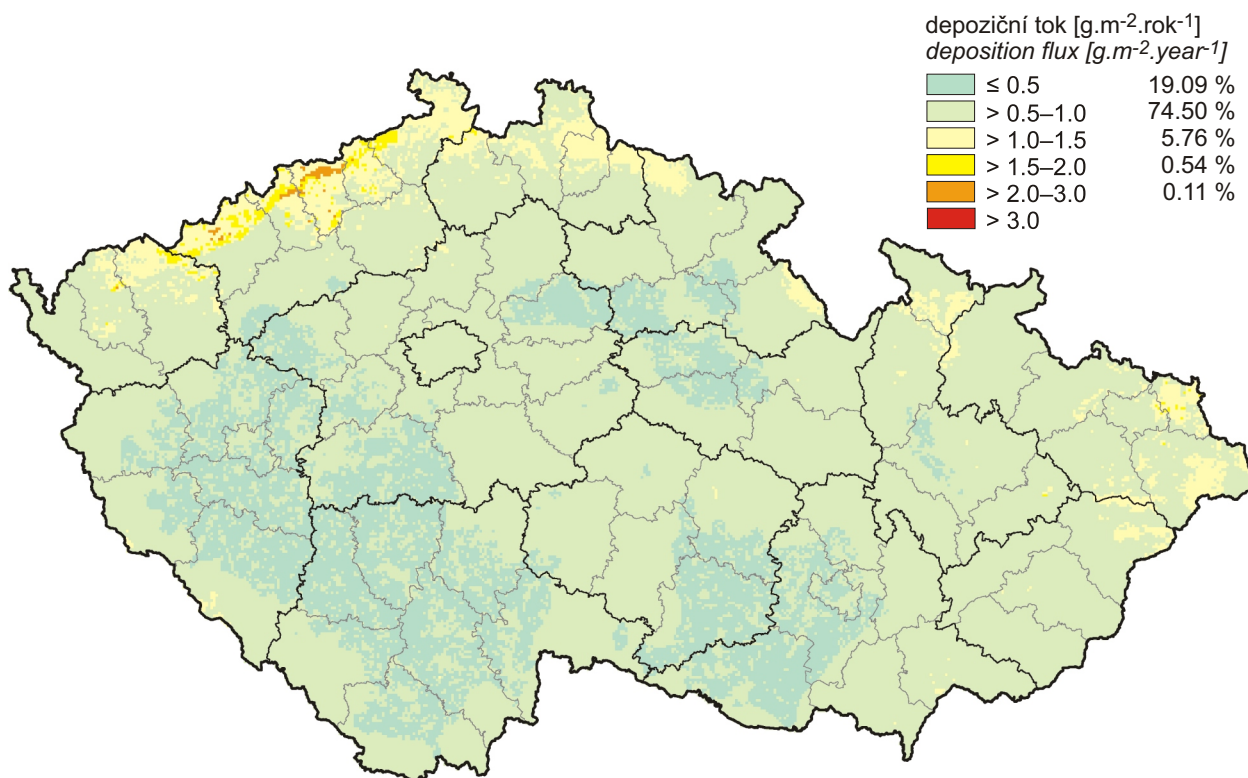 depoziční tok [g.m-2.rok-1]
deposition flux [g.m-2.year-1]
≤ 0.5 19.09 %
> 0.5–1.0 74.50 %
> 1.0–1.5 5.76 %
> 1.5–2.0 0.54 %
> 2.0–3.0 0.11 %
> 3.0